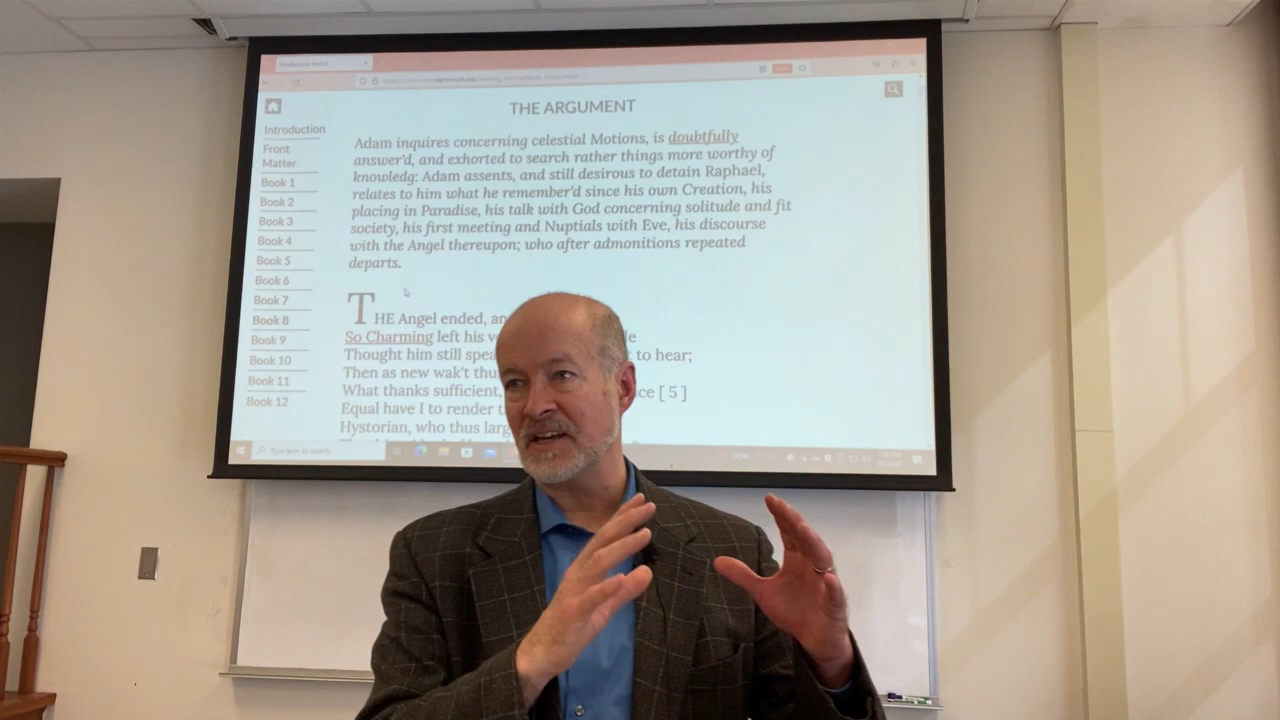 THE ARGUMENT
Introduction
Front
Matter
Book 1
Book 2
Book 3
Book 4
Book 5
Book 6
Book 7
Book 8
Book 9
Book 10
Book 11
Book 12
Adam inquires concerning celestial Motions, is doubtfully
answer'd, and exhorted to search rather things more worthy of
knowledg: Adam assents, and still desirous to detain Raphael,
relates to him what he remember'd since his own Creation, his
placing in Paradise, his talk with God concerning solitude and fit
society, his first meeting and Nuptials with Eve, his discourse
with the Angel thereupon; who after admonitions repeated
departs.
THE Angel ended,
So Charming left his
Thought him still to hear;
Then as new wak't
What thanks sufficient, [ 5 ]
Equal have I to render
Hystorian, who thus
Type here to search